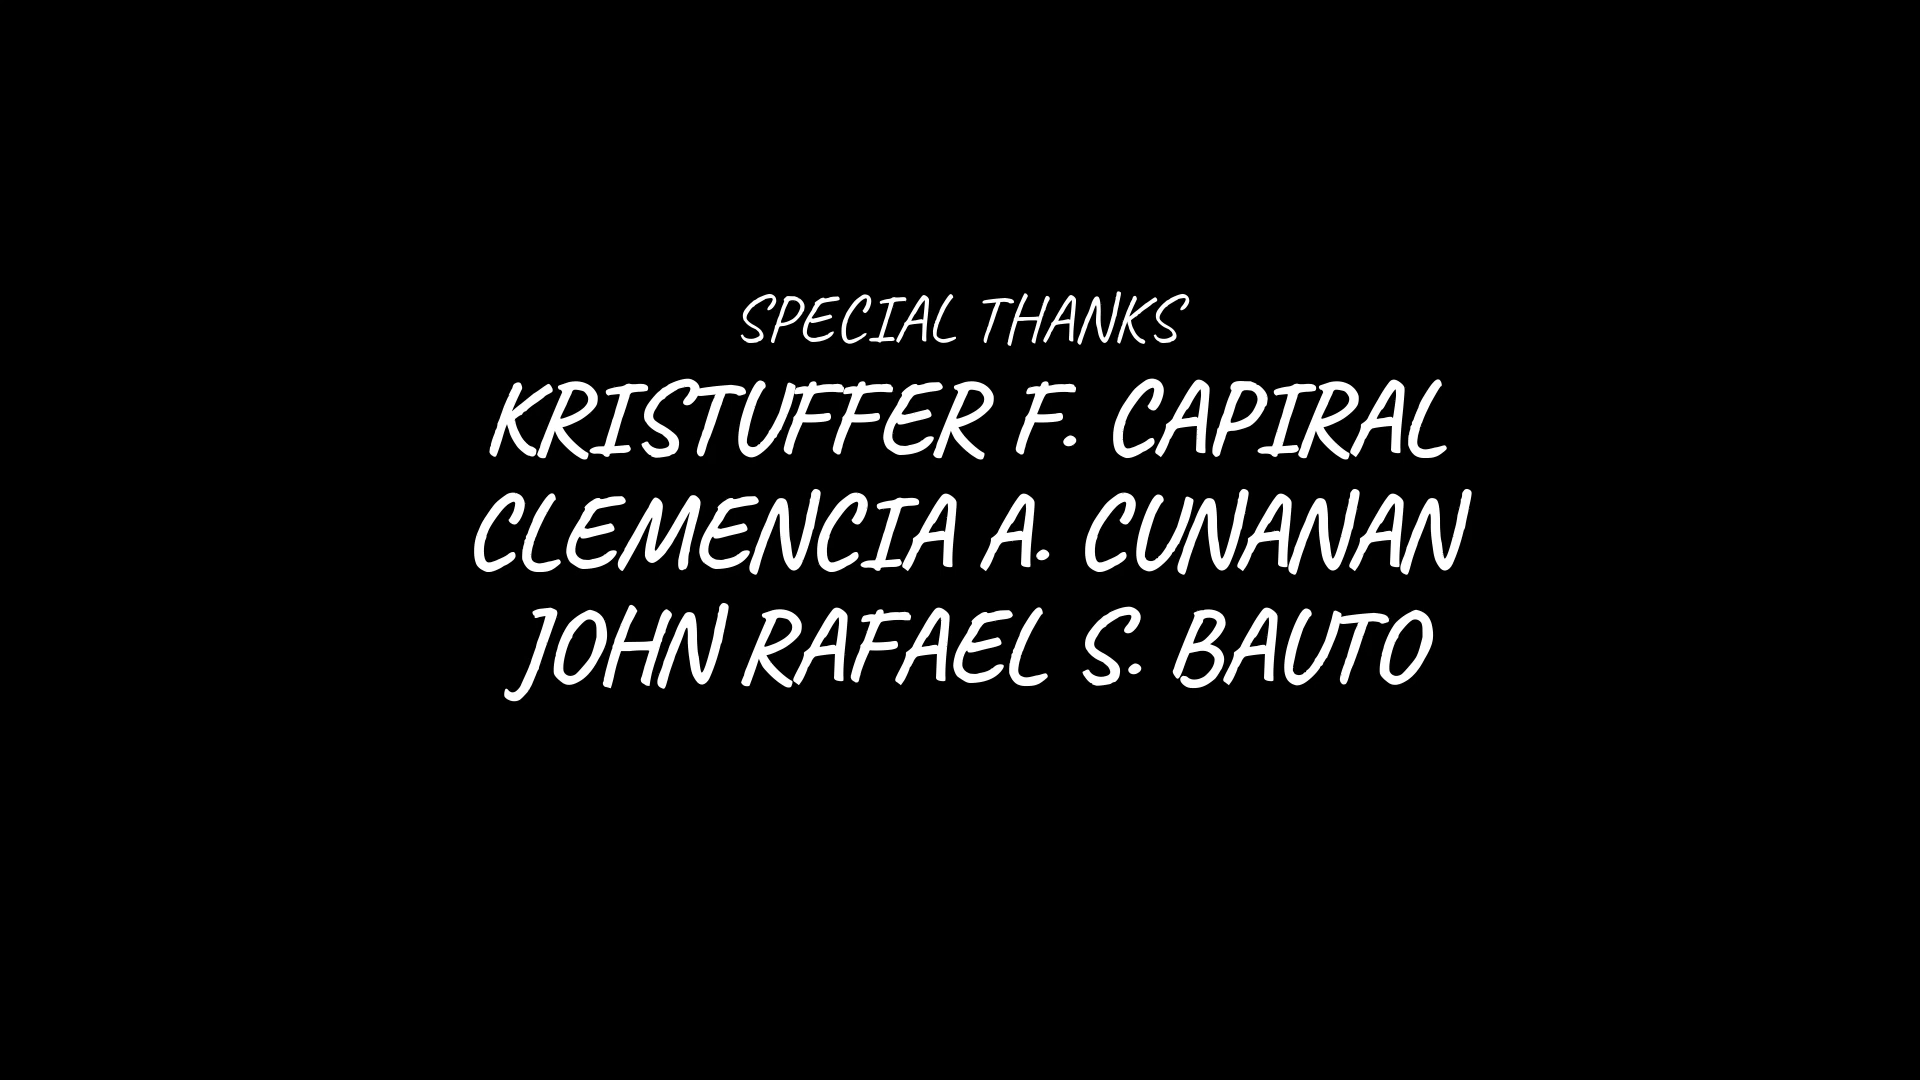 SPECIAL THANKS
KRISTUFFER F. CAPIRAL
CLEMENCIA A. CUNANAN
JOHN RAFAEL S. BAUTO